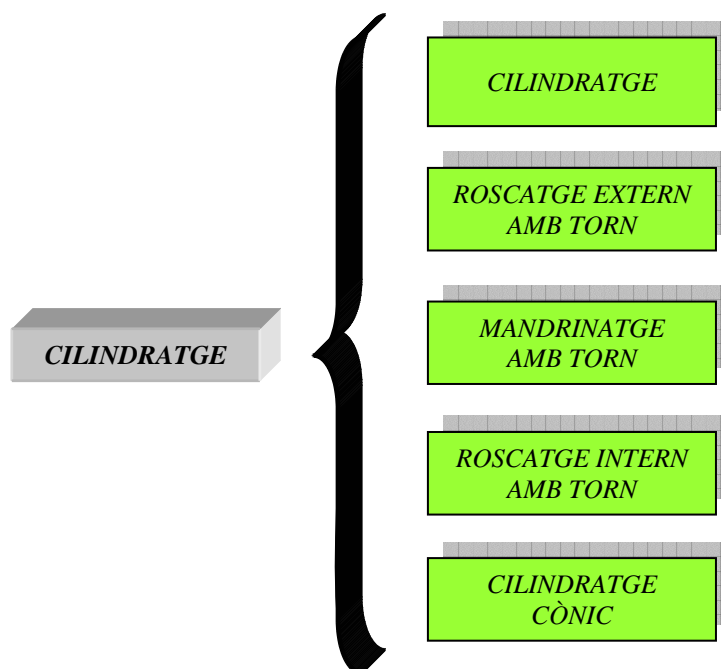 CILINDRATGE
CILINDRATGE
ROSCATGE EXTERN
AMB TORN
MANDRINATGE
AMB TORN
ROSCATGE INTERN
AMB TORN
CILINDRATGE
CÒNIC